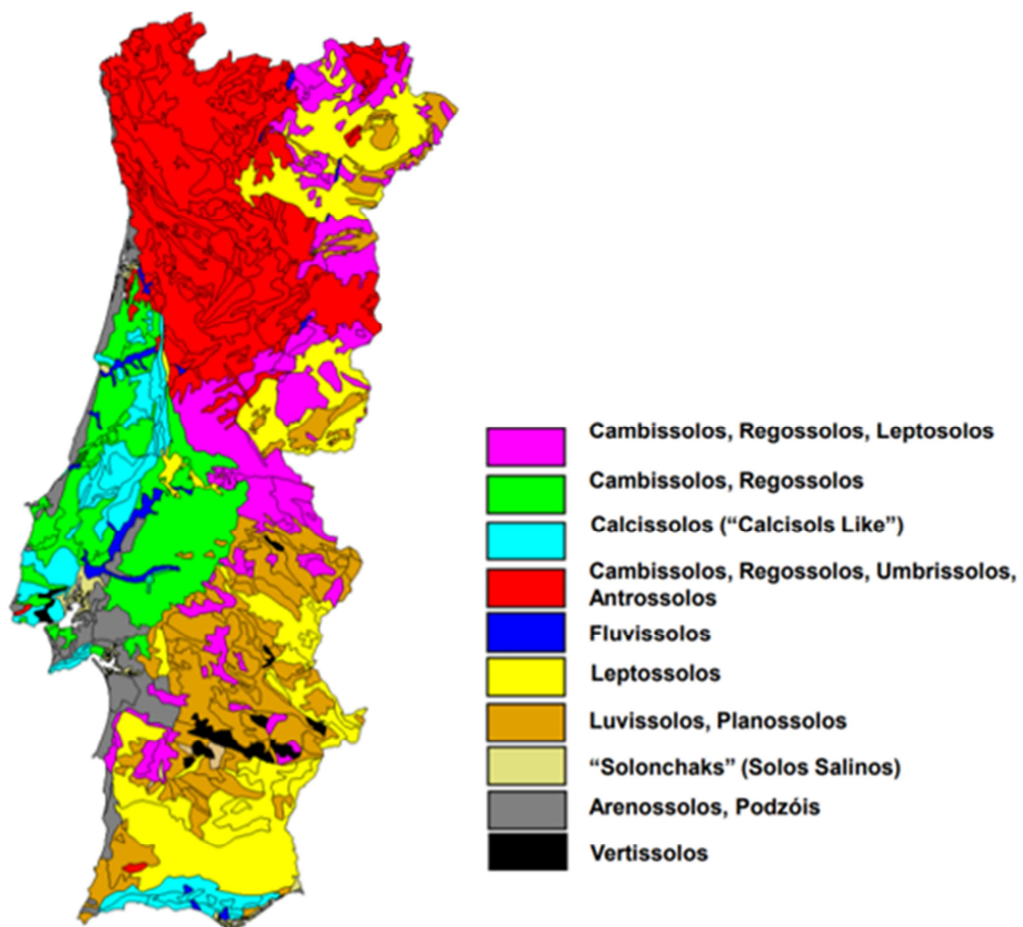 Cambissolos, Regossolos, Leptosolos
Cambissolos, Regossolos
Calcissolos (“Calcisols Like”)
Cambissolos, Regossolos, Umbrissolos,
Antrossolos
Fluvissolos
Leptossolos
Luvissolos, Planossolos
“Solonchaks” (Solos Salinos)
Arenossolos, Podzóis
Vertissolos